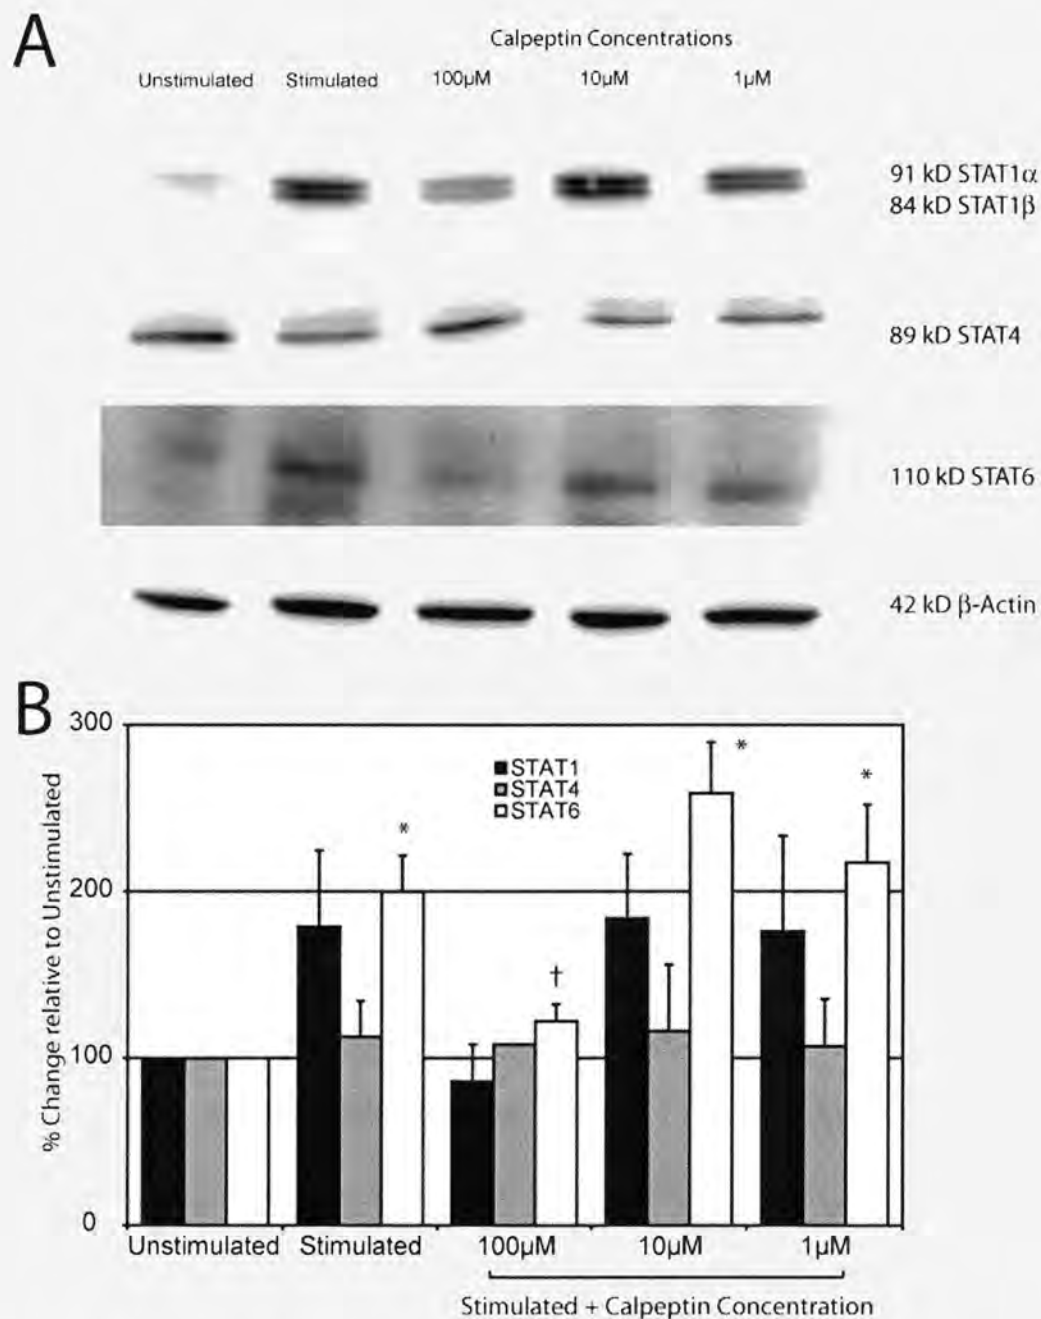 A
Calpeptin Concentrations
Unstimulated Stimulated 100µM 10µM 1µM
91 kD STAT1α
84 kD STAT1β
89 kD STAT4
110 kD STAT6
42 kD β-Actin
B
% Change relative to Unstimulated
300
200
100
0
STAT1
STAT4
STAT6
*
†
*
*
Unstimulated Stimulated 100µM 10µM 1µM
Stimulated + Calpeptin Concentration